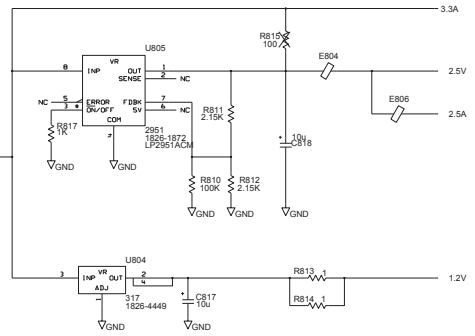 3.3A
R815
100
U805
VR
8 INP OUT 1
SENSE 2 NC
E804
2.5V
NC 5 ERROR FDBK 7
3 ON/OFF 5V 6 NC
COM
4
R817
1K
GND
GND
2951
1826-1872
LP2951ACM
R811
2.15K
E806
2.5A
+ 10u
C818
R810
100K
R812
2.15K
GND
GND
GND
U804
3 INP VR OUT 2
4
ADJ
1
317
1826-4449
GND
+ C817
10u
GND
R813 1
R814 1
1.2V